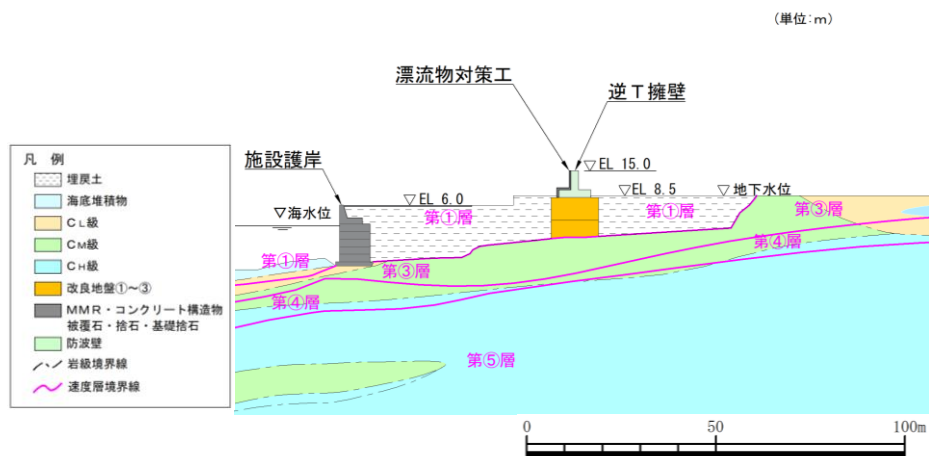 (単位:m)
漂流物対策工
逆T擁壁
施設護岸
▽EL 15.0
▽EL 6.0
▽EL 8.5
▽地下水位
▽海水位
第①層
第①層
第③層
第①層
第③層
第④層
第④層
第⑤層
凡 例
埋戻土
海底堆積物
CL級
CM級
CH級
改良地盤①~③
MMR・コンクリート構造物
被覆石・捨石・基礎捨石
防波壁
岩級境界線
速度層境界線
0
50
100m